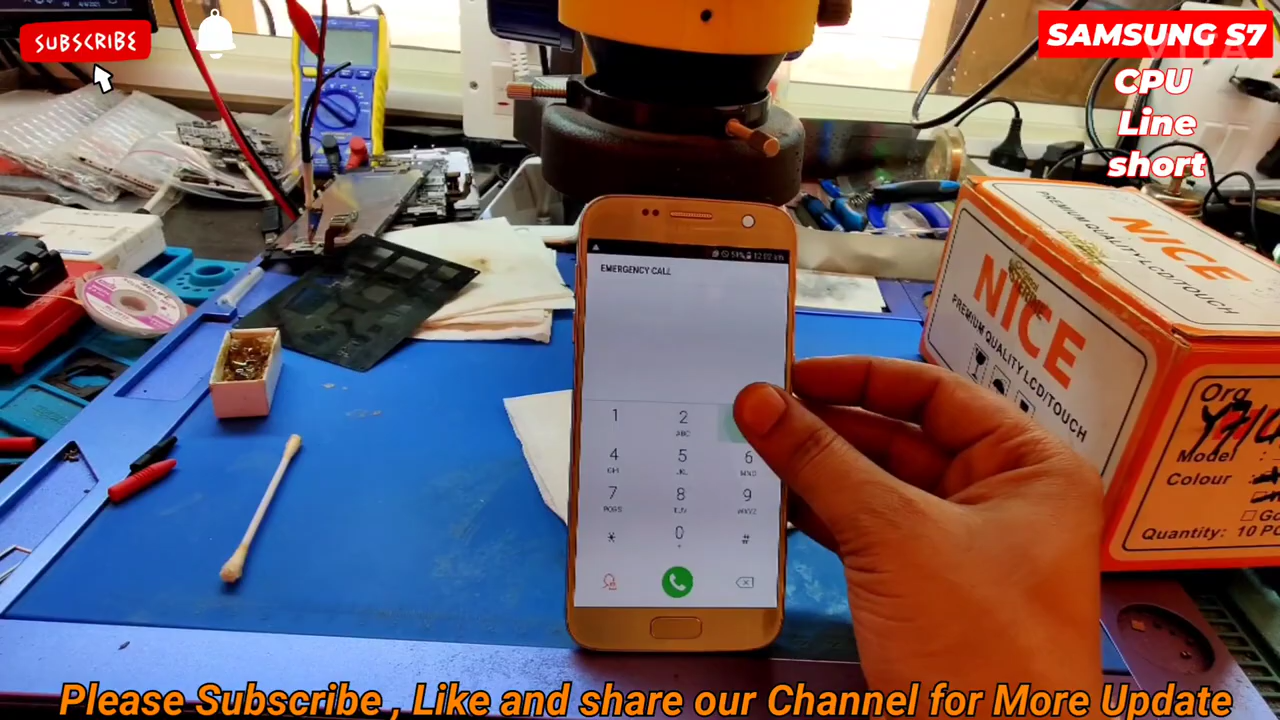 SUBSCRIBE
SAMSUNG S7
CPU
Line
short
NICE
PREMIUM QUALITY LCD/TOUCH
NICE
PREMIUM QUALITY LCD/TOUCH
Org
Model :
Colour :
Quantity: 10
EMERGENCY CALL
1
2
ABC
4
5
6
7
8
9
*
0
+
#
Please Subscribe , Like and share our Channel for More Update